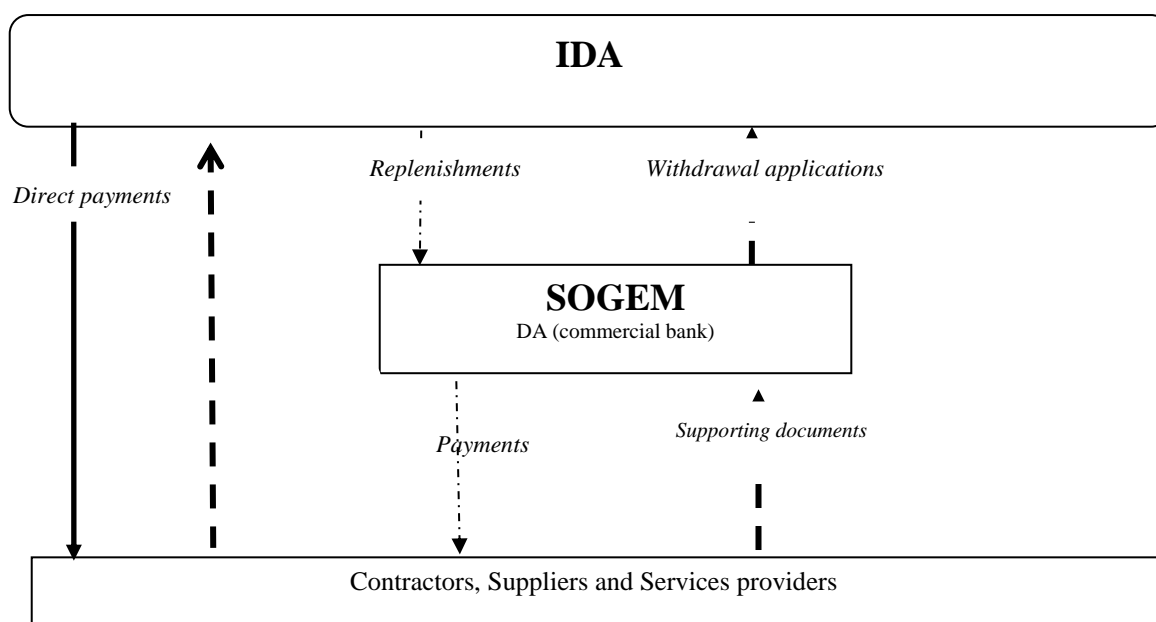 IDA
Replenishments
Withdrawal applications
Direct payments
SOGEM
DA (commercial bank)
Payments
Supporting documents
Contractors, Suppliers and Services providers